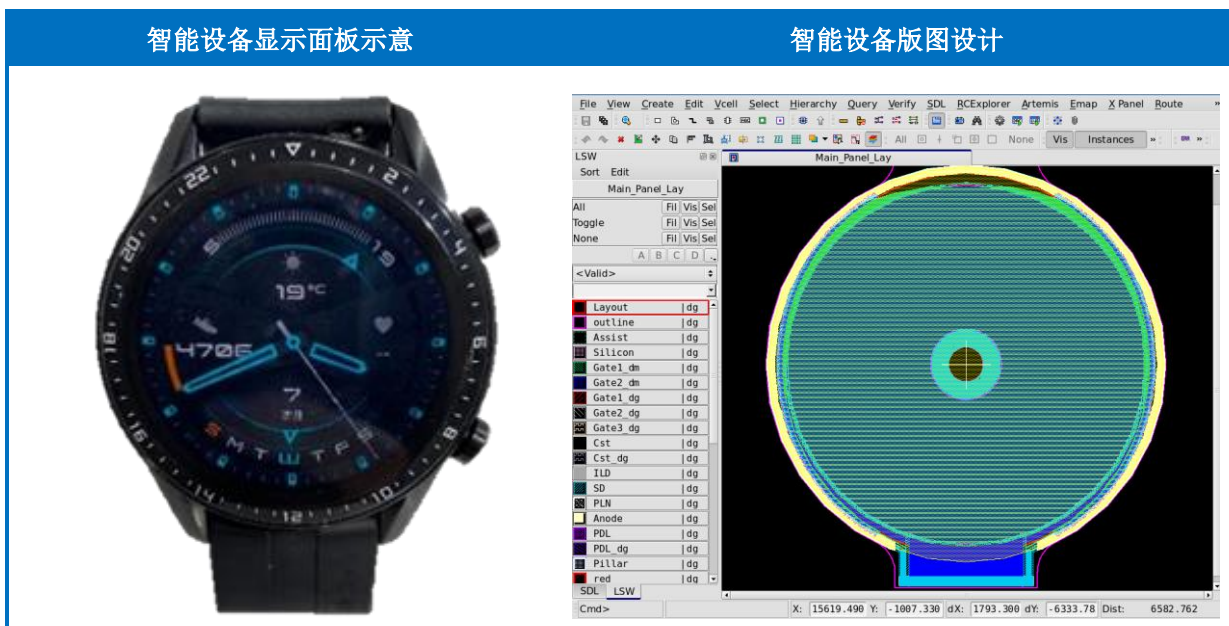 智能设备显示面板示意
智能设备版图设计
22
2
20
4
S
19
19°C
18
6
4706
7
S M T W T F S
16
8
14
10
12
File View Create Edit Vcell Select Hierarchy Query Verify SDL RCExplorer Artemis Emap X Panel Route »
All None Vis Instances » »
LSW
Main_Panel_Lay
Sort Edit
Main_Panel_Lay
All Fil Vis Sel
Toggle Fil Vis Sel
None Fil Vis Sel
A B C D
<Valid>
Layout dg
outline dg
Assist dg
Silicon dg
Gate1_dm dg
Gate2_dm dg
Gate1_dg dg
Gate2_dg dg
Gate3_dg dg
Cst dg
Cst_dg dg
ILD dg
SD dg
PLN dg
Anode dg
PDL dg
PDL_dg dg
Pillar dg
red dg
SDL LSW
Cmd> X: 15619.490 Y: -1007.330 dX: 1793.300 dY: -6333.78 Dist: 6582.762